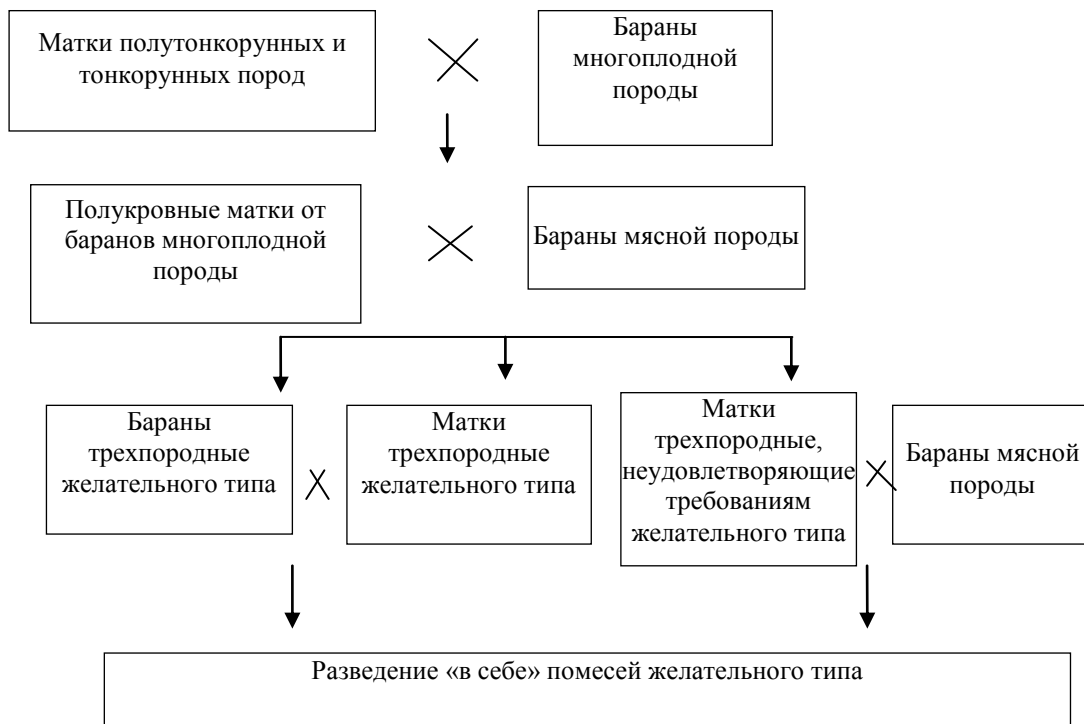 Матки полутонкорунных и
тонкорунных пород
Бараны
многоплодной
породы
Полукровные матки от
баранов многоплодной
породы
Бараны мясной породы
Бараны
трехпородные
желательного типа
Матки
трехпородные
желательного типа
Матки
трехпородные,
неудовлетворяющие
требованиям
желательного типа
Бараны мясной
породы
Разведение «в себе» помесей желательного типа